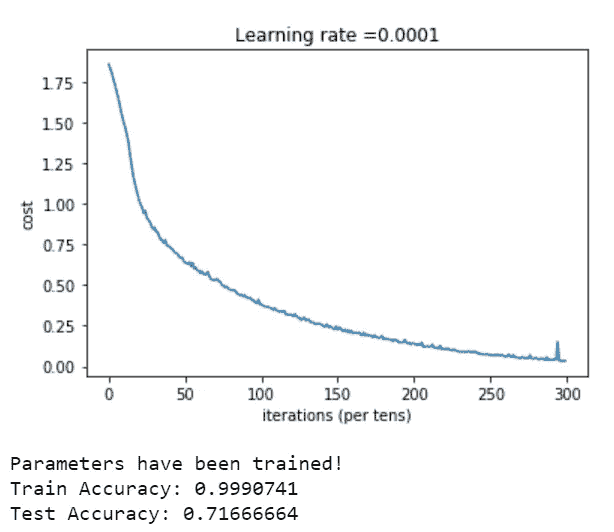 Learning rate =0.0001
cost
1.75
1.50
1.25
1.00
0.75
0.50
0.25
0.00
0
50
100
150
200
250
300
iterations (per tens)
Parameters have been trained!
Train Accuracy: 0.9990741
Test Accuracy: 0.71666664